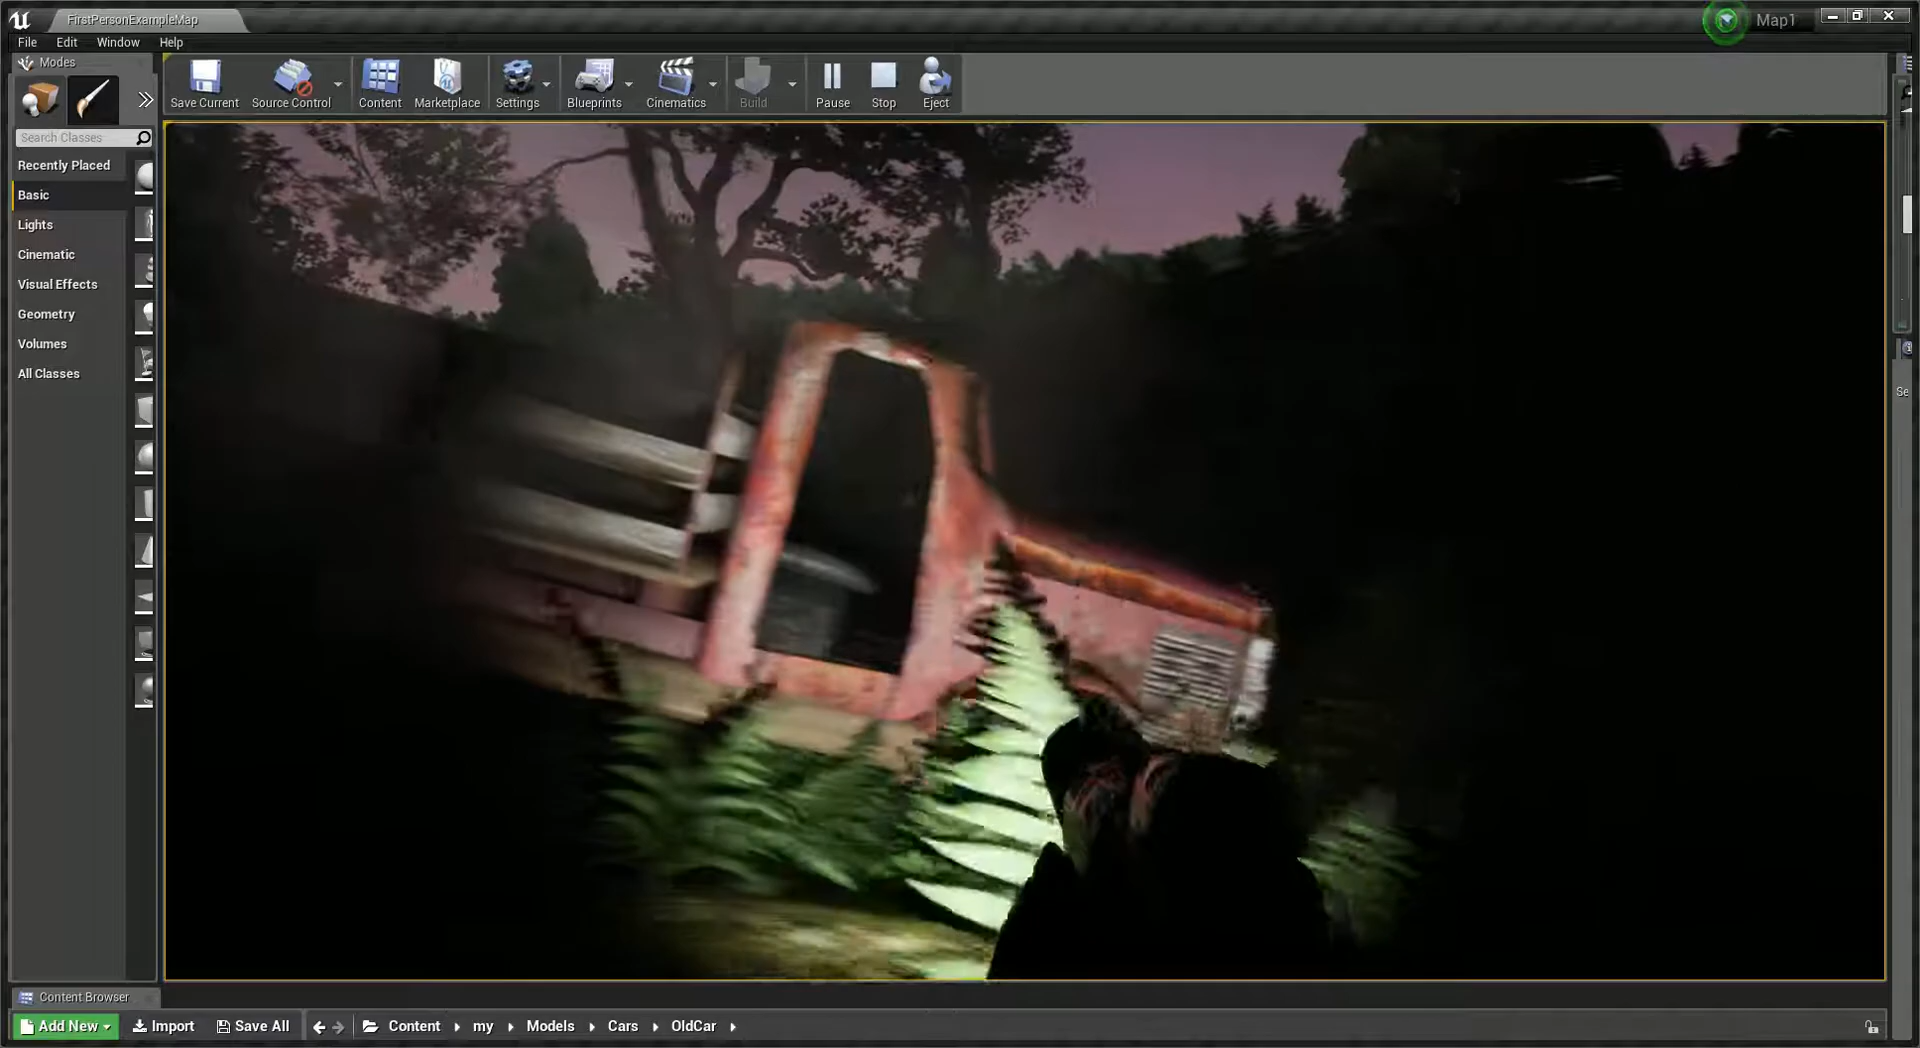 FirstPersonExampleMap
Map1
File Edit Window Help
Modes
Save Current Source Control Content Marketplace Settings Blueprints Cinematics Build Pause Stop Eject
Search Classes
Recently Placed
Basic
Lights
Cinematic
Visual Effects
Geometry
Volumes
All Classes
Se
Content Browser
Add New Import Save All Content my Models Cars OldCar